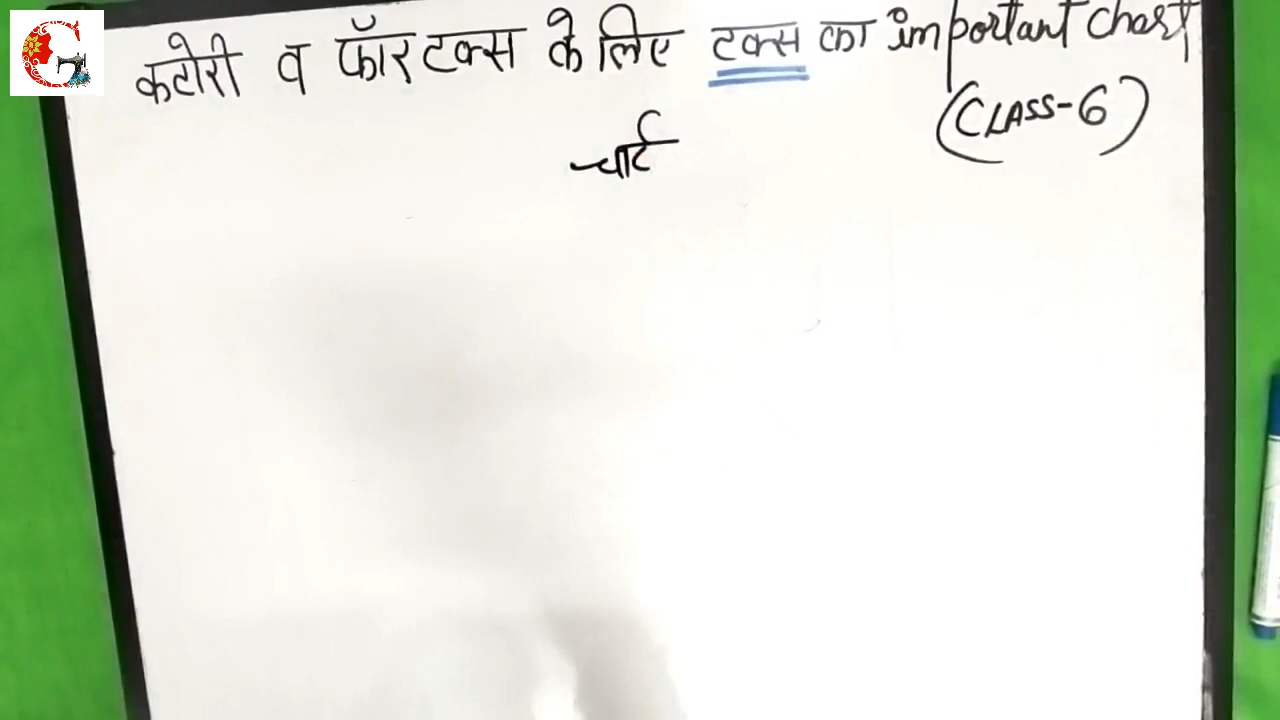 कटोरी व फॉरटक्स के लिए टक्स का important chart
(CLASS-6)
चार्ट